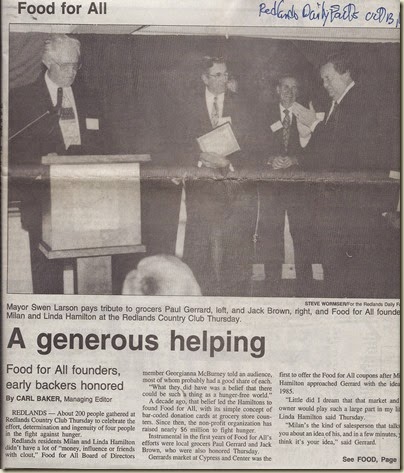 Food for All
Redlands Daily Facts Oct 13
STEVE WORMSER/For the Redlands Daily Fa
Mayor Swen Larson pays tribute to grocers Paul Gerrard, left, and Jack Brown, right, and Food for All founde
Milan and Linda Hamilton at the Redlands Country Club Thursday.
A generous helping
Food for All founders,
early backers honored
By CARL BAKER, Managing Editor
REDLANDS — About 200 people gathered at
Redlands Country Club Thursday to celebrate the
effort, determination and ingenuity of four people
in the fight against hunger.
Redlands residents Milan and Linda Hamilton
didn't have a lot of "money, influence or friends
with clout," Food for All Board of Directors
member Georgianna McBurney told an audience,
most of whom probably had a good share of each.
"What they did have was a belief that there
could be such a thing as a hunger-free world."
A decade ago, that belief led the Hamiltons to
found Food for All, with its simple concept of
bar-coded donation cards at grocery store coun-
ters. Since then, the non-profit organization has
raised nearly $6 million to fight hunger.
Instrumental in the first years of Food for All's
efforts were local grocers Paul Gerrard and Jack
Brown, who were also honored Thursday.
Gerrards market at Cypress and Center was the
first to offer the Food for All coupons after Mi
Hamilton approached Gerrard with the idea
1985.
"Little did I dream that that market and
owner would play such a large part in my li
Linda Hamilton said Thursday.
"Milan's the kind of salesperson that talks
you about an idea of his, and in a few minutes,
think it's your idea," said Gerrard.
See FOOD, Page